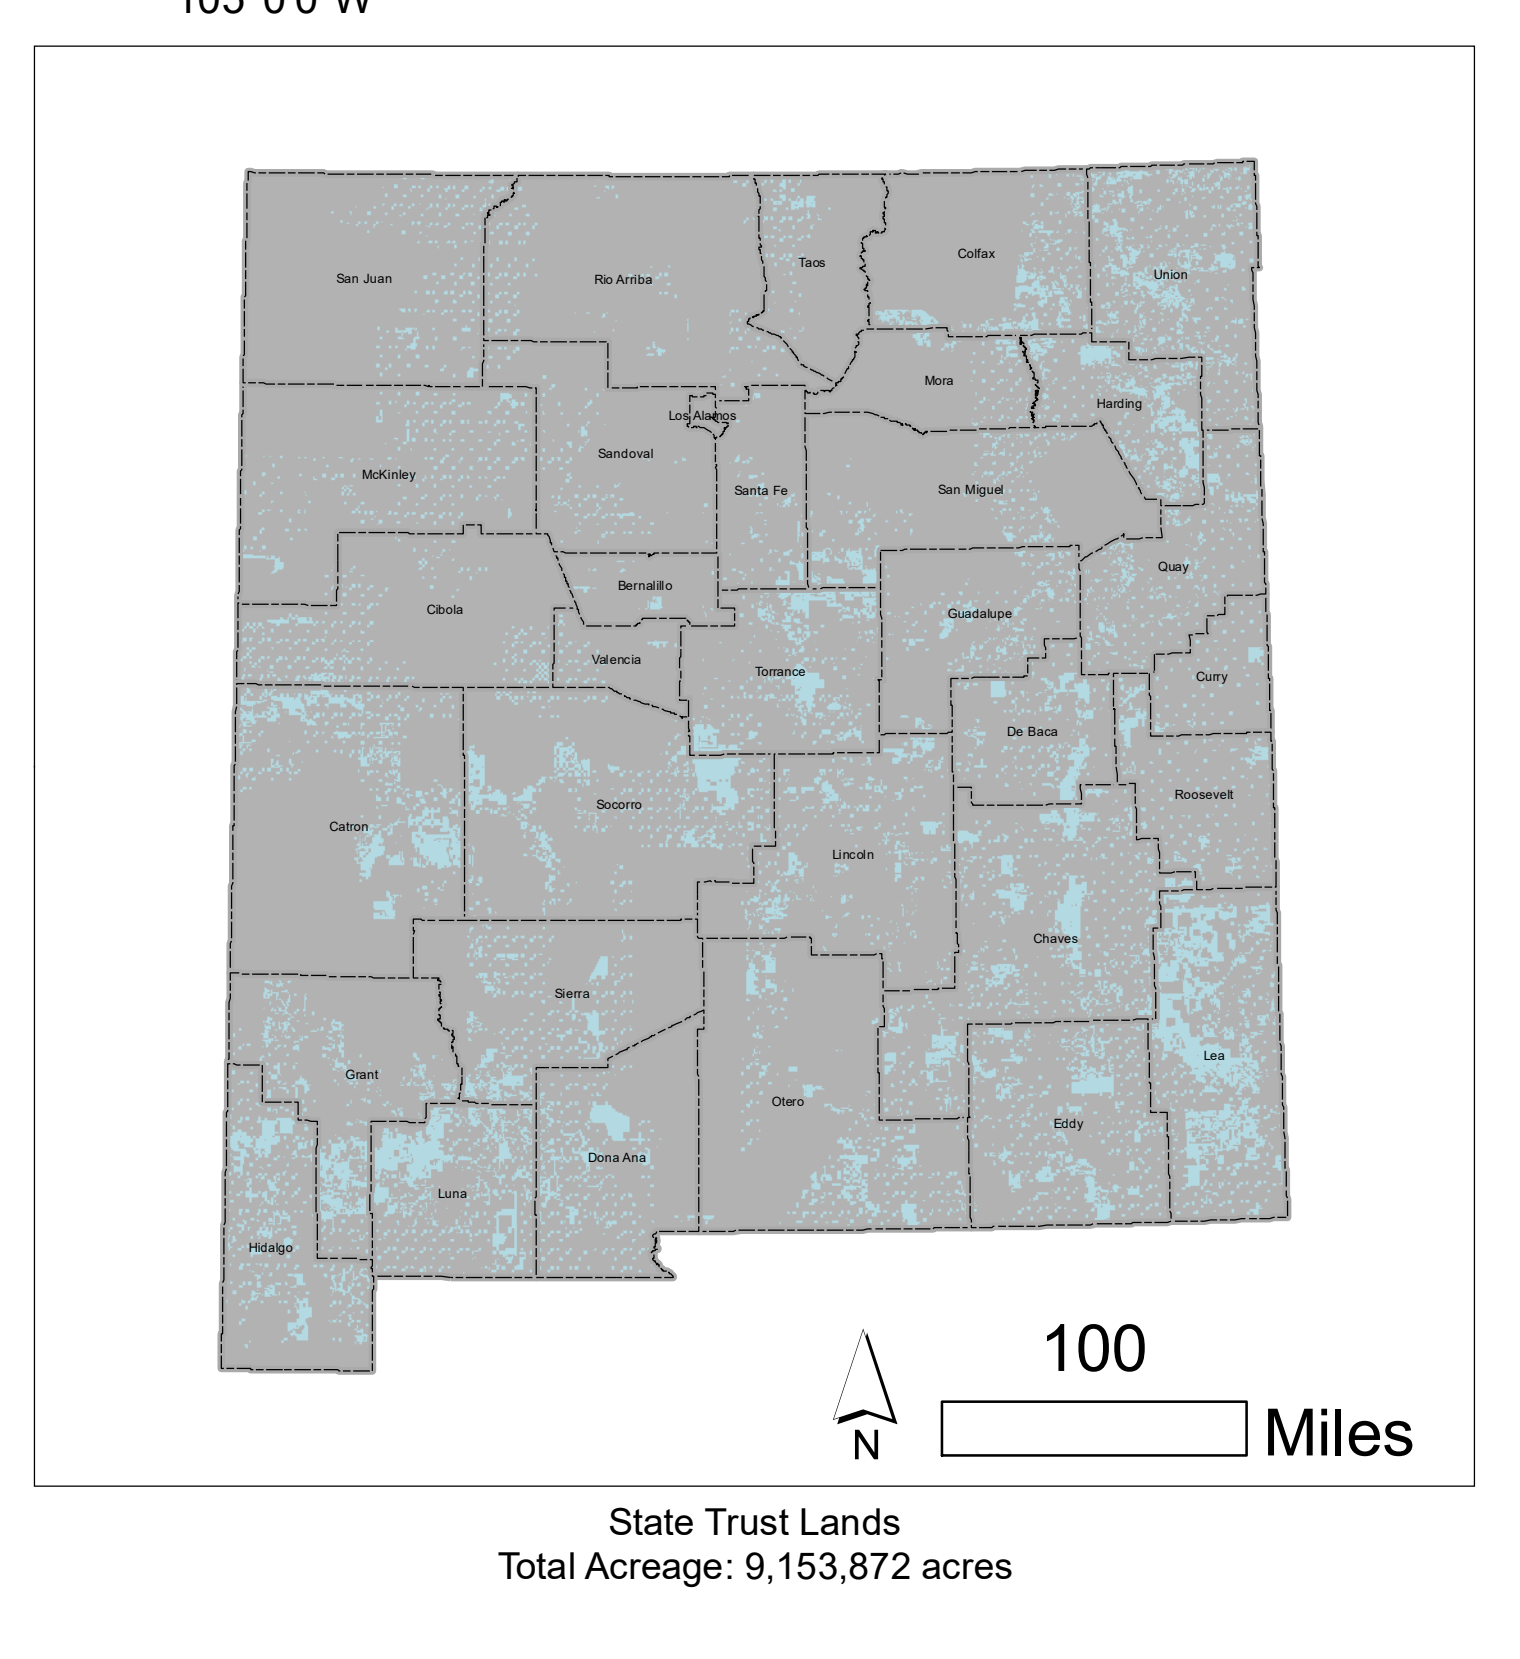 San Juan
Rio Arriba
Taos
Colfax
Union
Mora
Harding
Los Alamos
Sandoval
McKinley
Santa Fe
San Miguel
Quay
Bernalillo
Cibola
Guadalupe
Valencia
Torrance
Curry
De Baca
Roosevelt
Socorro
Catron
Lincoln
Chaves
Sierra
Lea
Grant
Otero
Eddy
Dona Ana
Luna
Hidalgo
100
Miles
N
State Trust Lands
Total Acreage: 9,153,872 acres